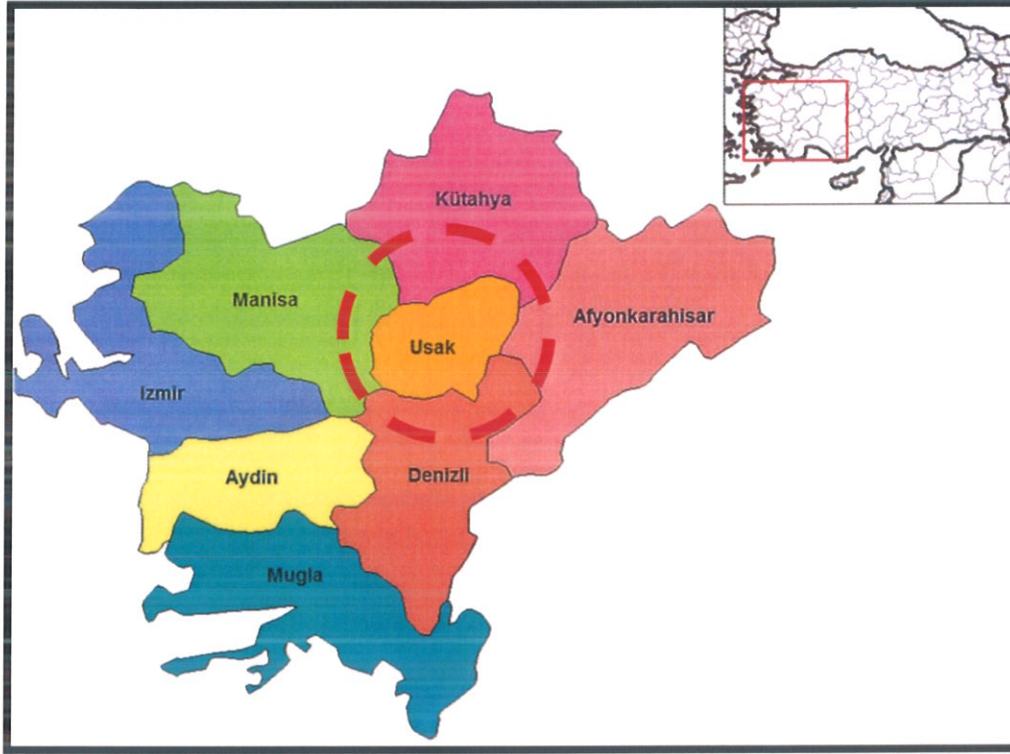 Kütahya
Manisa
Afyonkarahisar
Usak
izmir
Aydin
Denizli
Mugla